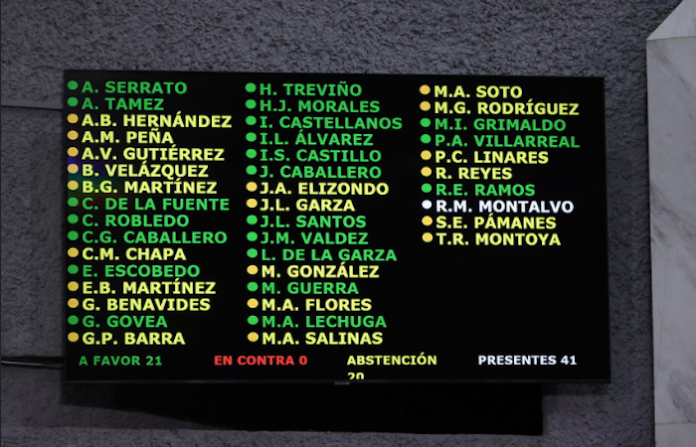 A. SERRATO
A. TAMEZ
A.B. HERNÁNDEZ
A.M. PEÑA
A.V. GUTIÉRREZ
B. VELÁZQUEZ
B.G. MARTÍNEZ
C. DE LA FUENTE
C. ROBLEDO
C.G. CABALLERO
C.M. CHAPA
E. ESCOBEDO
E.B. MARTÍNEZ
G. BENAVIDES
G. GOVEA
G.P. BARRA
H. TREVIÑO
H.J. MORALES
I. CASTELLANOS
I.L. ÁLVAREZ
I.S. CASTILLO
J. CABALLERO
J.A. ELIZONDO
J.L. GARZA
J.L. SANTOS
J.M. VALDEZ
L. DE LA GARZA
M. GONZÁLEZ
M. GUERRA
M.A. FLORES
M.A. LECHUGA
M.A. SALINAS
M.A. SOTO
M.G. RODRÍGUEZ
M.I. GRIMALDO
P.A. VILLARREAL
P.C. LINARES
R. REYES
R.E. RAMOS
R.M. MONTALVO
S.E. PÁMANES
T.R. MONTOYA
A FAVOR 21
EN CONTRA 0
ABSTENCIÓN
20
PRESENTES 41